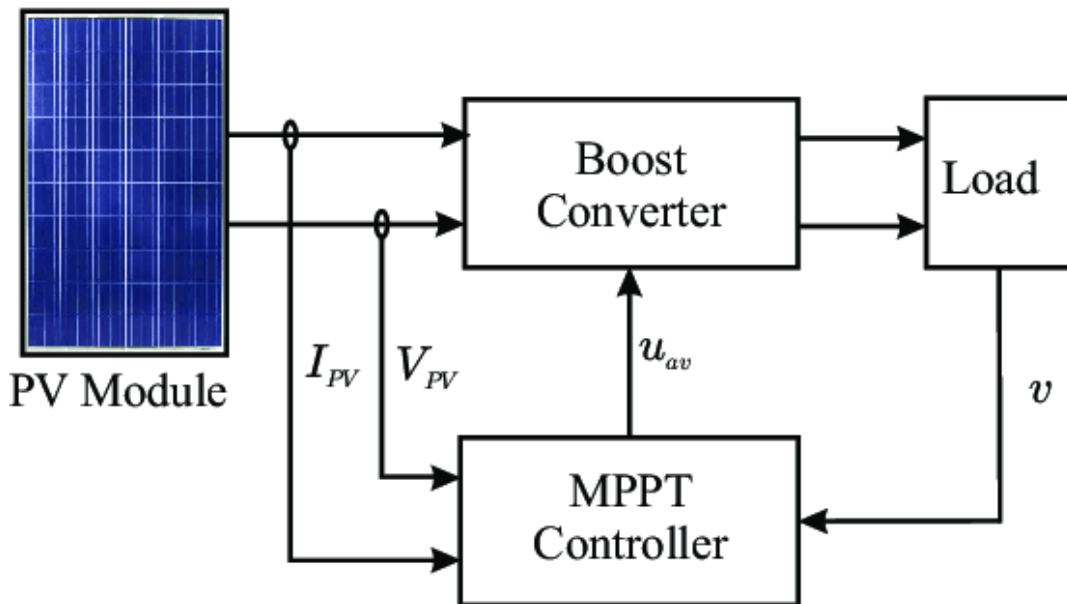 Boost
Converter
Load
PV Module
I_PV
V_PV
u_av
v
MPPT
Controller